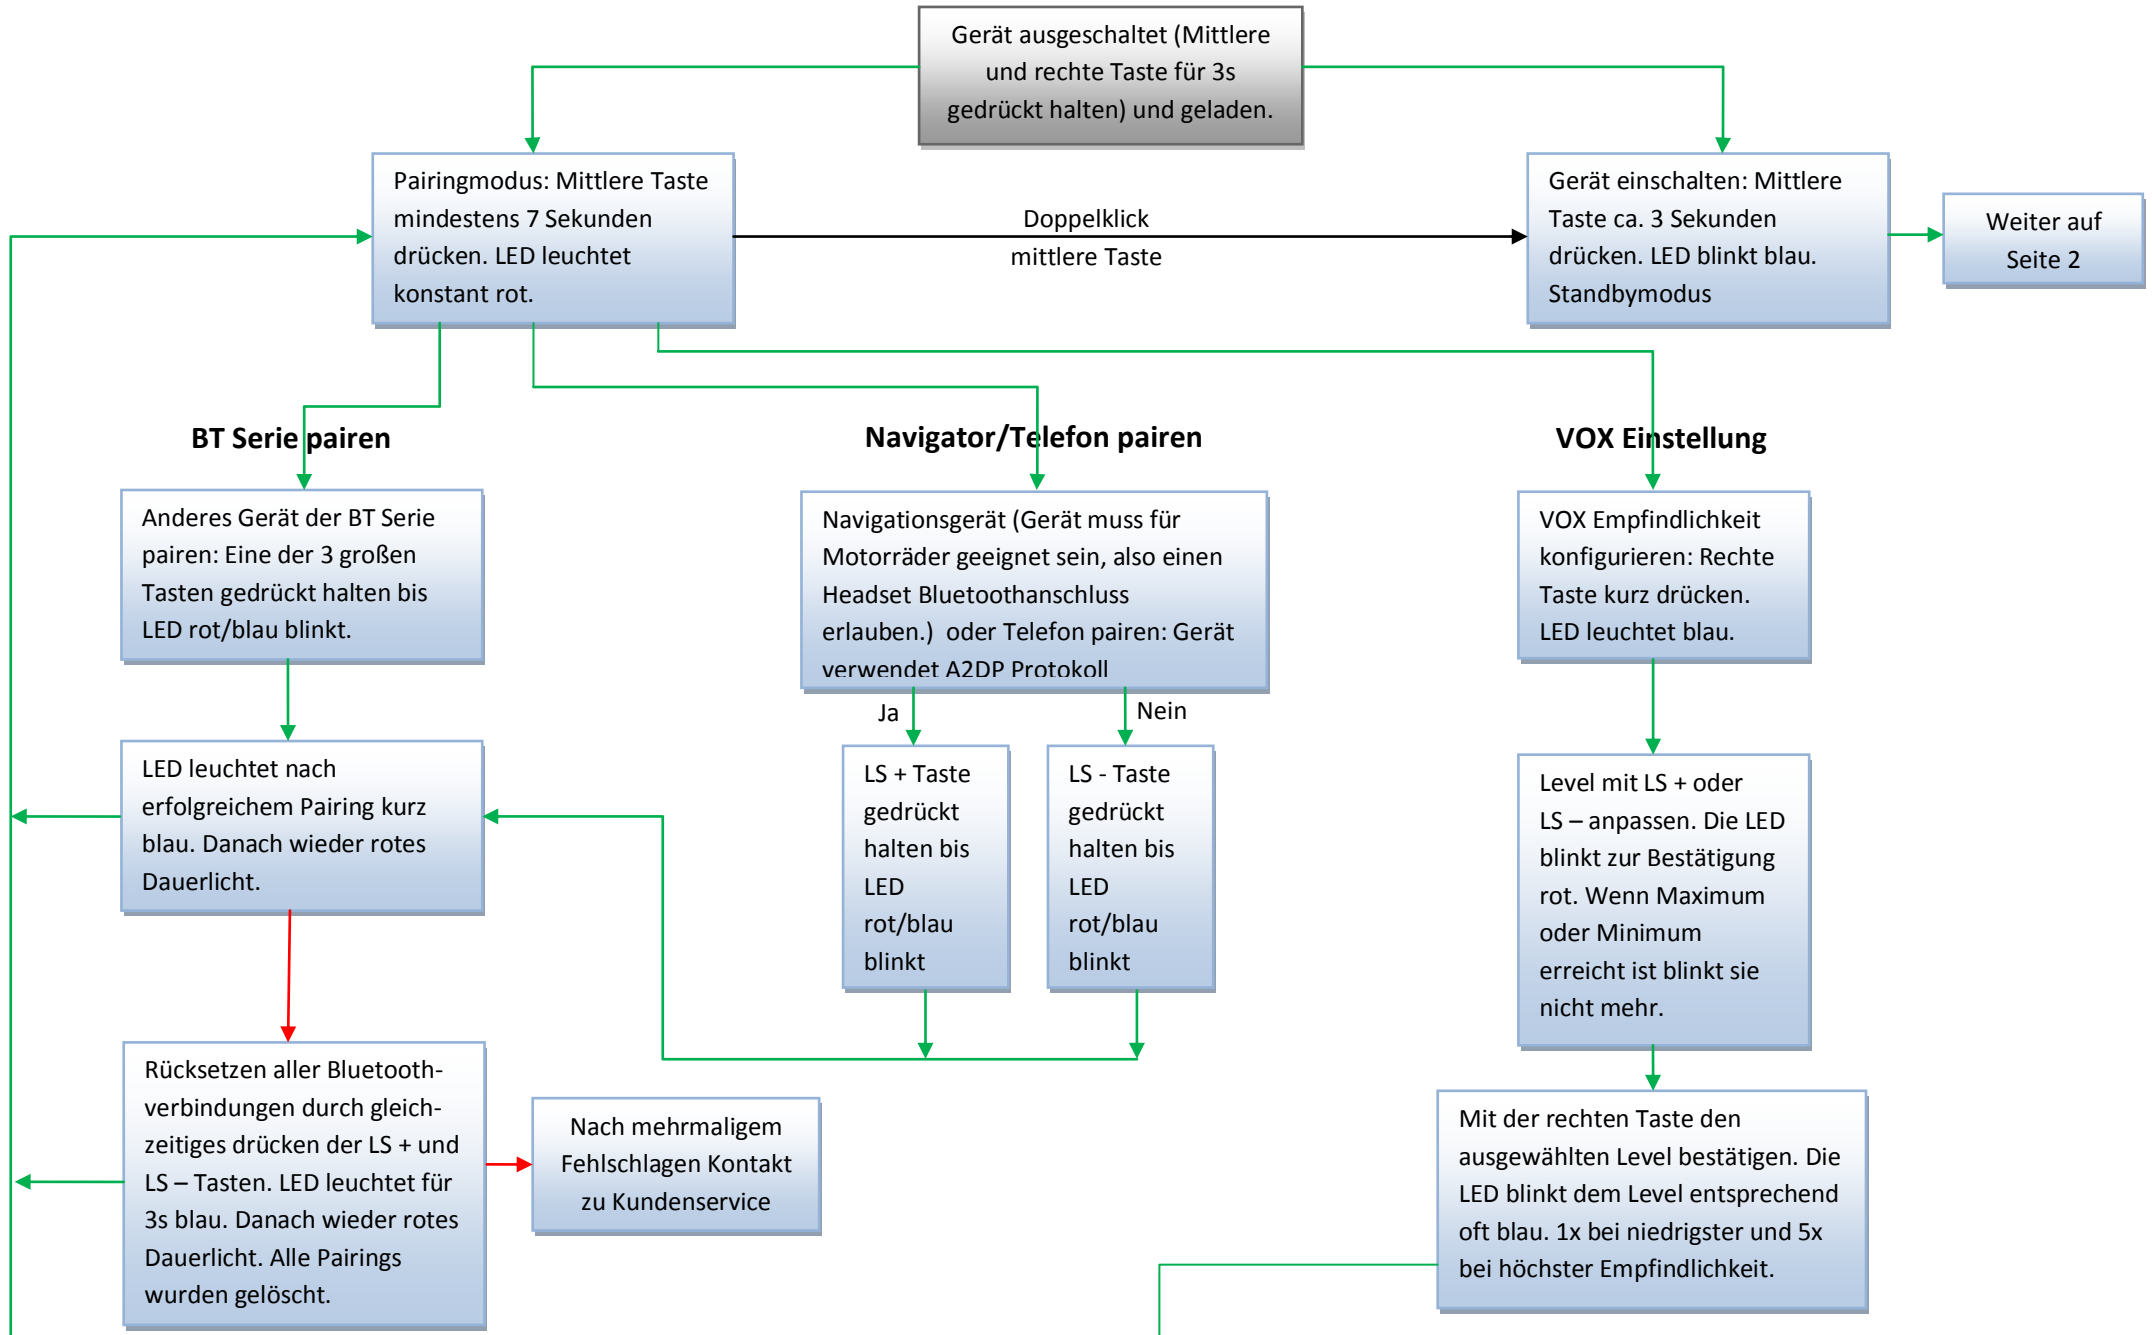 Gerät ausgeschaltet (Mittlere
und rechte Taste für 3s
gedrückt halten) und geladen.
Pairingmodus: Mittlere Taste
mindestens 7 Sekunden
drücken. LED leuchtet
konstant rot.
Doppelklick
mittlere Taste
Gerät einschalten: Mittlere
Taste ca. 3 Sekunden
drücken. LED blinkt blau.
Standbymodus
Weiter auf
Seite 2
BT Serie pairen
Navigator/Telefon pairen
VOX Einstellung
Anderes Gerät der BT Serie
pairen: Eine der 3 großen
Tasten gedrückt halten bis
LED rot/blau blinkt.
Navigationsgerät (Gerät muss für
Motorräder geeignet sein, also einen
Headset Bluetoothanschluss
erlauben.)  oder Telefon pairen: Gerät
verwendet A2DP Protokoll
VOX Empfindlichkeit
konfigurieren: Rechte
Taste kurz drücken.
LED leuchtet blau.
Ja
Nein
LED leuchtet nach
erfolgreichem Pairing kurz
blau. Danach wieder rotes
Dauerlicht.
LS + Taste
gedrückt
halten bis
LED
rot/blau
blinkt
LS - Taste
gedrückt
halten bis
LED
rot/blau
blinkt
Level mit LS + oder
LS – anpassen. Die LED
blinkt zur Bestätigung
rot. Wenn Maximum
oder Minimum
erreicht ist blinkt sie
nicht mehr.
Rücksetzen aller Bluetooth-
verbindungen durch gleich-
zeitiges drücken der LS + und
LS – Tasten. LED leuchtet für
3s blau. Danach wieder rotes
Dauerlicht. Alle Pairings
wurden gelöscht.
Nach mehrmaligem
Fehlschlagen Kontakt
zu Kundenservice
Mit der rechten Taste den
ausgewählten Level bestätigen. Die
LED blinkt dem Level entsprechend
oft blau. 1x bei niedrigster und 5x
bei höchster Empfindlichkeit.